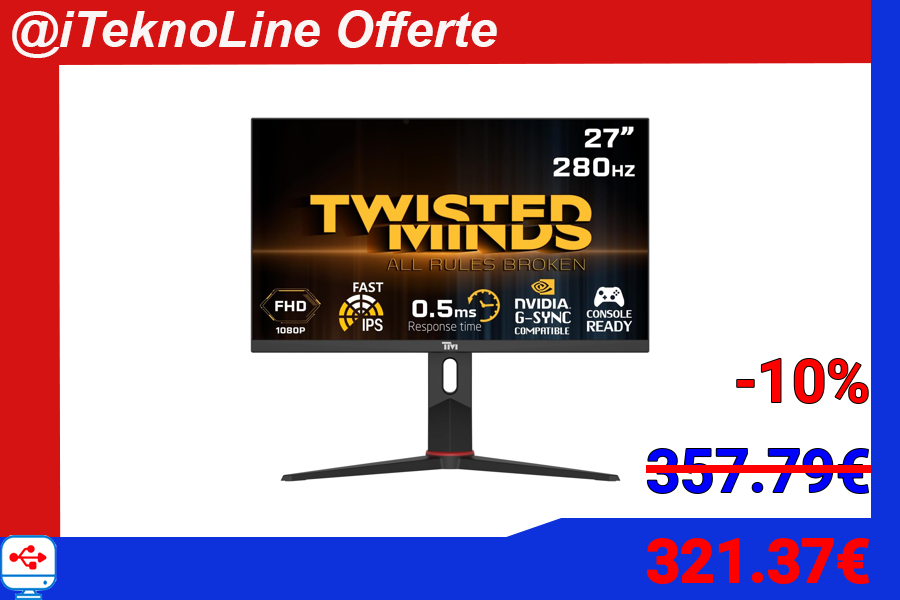 @iTeknoLine Offerte
27”
280HZ
TWISTED
MINDS
ALL RULES BROKEN
FHD
1080P
FAST
IPS
0.5ms
Response time
NVIDIA
G-SYNC
COMPATIBLE
CONSOLE
READY
TM
-10%
357.79€
321.37€